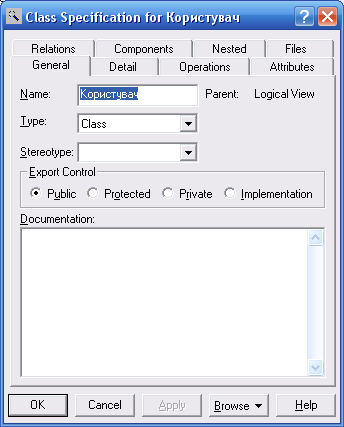 Class Specification for Користувач
Relations Components Nested Files
General Detail Operations Attributes
Name: Користувач Parent: Logical View
Type: Class
Stereotype:
Export Control
Public Protected Private Implementation
Documentation:
OK Cancel Apply Browse Help